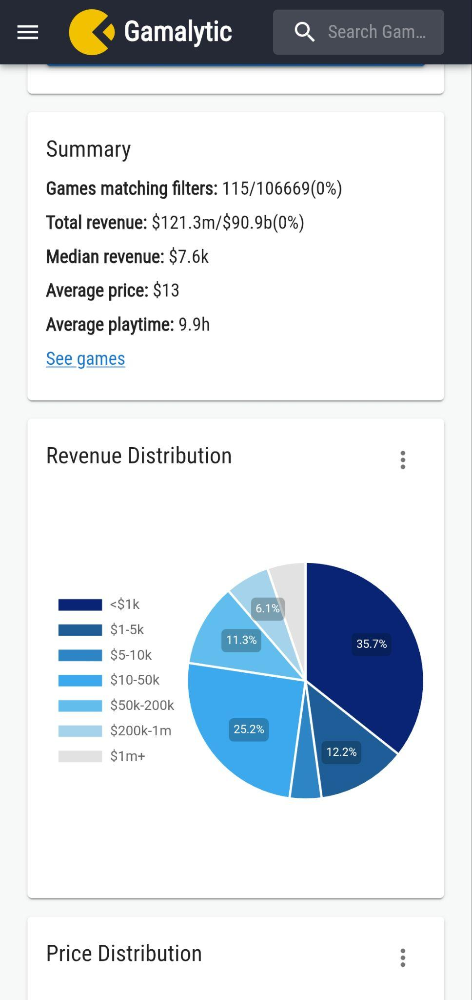 Gamalytic
Search Gam...
Summary
Games matching filters: 115/106669(0%)
Total revenue: $121.3m/$90.9b(0%)
Median revenue: $7.6k
Average price: $13
Average playtime: 9.9h
See games
Revenue Distribution
<$1k
$1-5k
$5-10k
$10-50k
$50k-200k
$200k-1m
$1m+
6.1%
11.3%
35.7%
25.2%
12.2%
Price Distribution